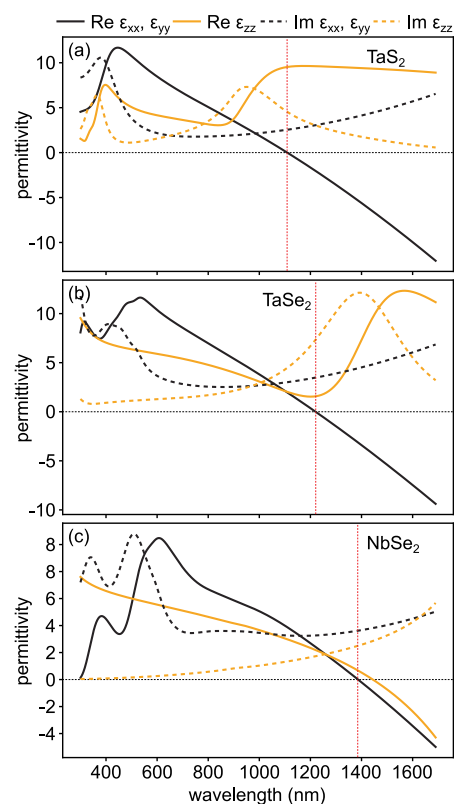 Re εxx, εyy Re εzz Im εxx, εyy Im εzz
(a) TaS2
permittivity
10
5
0
−5
−10
(b) TaSe2
permittivity
10
5
0
−5
−10
(c) NbSe2
permittivity
8
6
4
2
0
−2
−4
400 600 800 1000 1200 1400 1600
wavelength (nm)